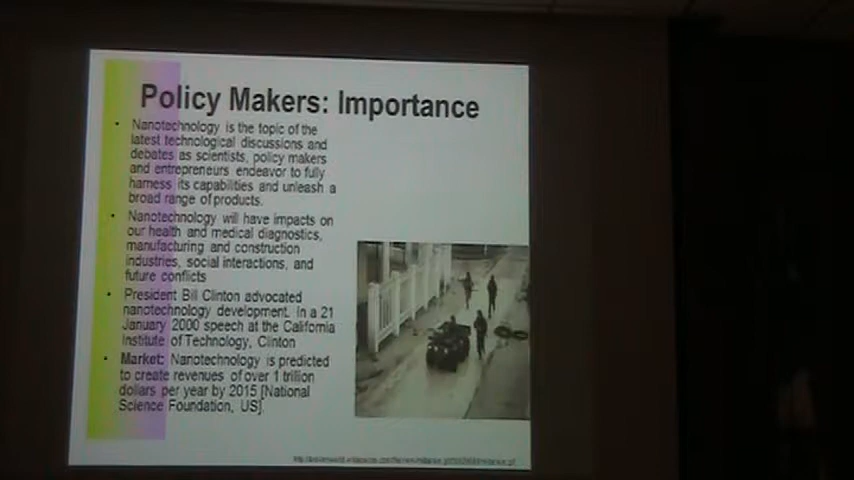 Policy Makers: Importance
• Nanotechnology is the topic of the
latest technological discussions and
debates as scientists, policy makers
and entrepreneurs endeavor to fully
harness its capabilities and unleash a
broad range of products.
• Nanotechnology will have impacts on
our health and medical diagnostics,
manufacturing and construction
industries, social interactions, and
future conflicts
• President Bill Clinton advocated
nanotechnology development. In a 21
January 2000 speech at the California
Institute of Technology, Clinton
• Market: Nanotechnology is predicted
to create revenues of over 1 trillion
dollars per year by 2015 [National
Science Foundation, US].